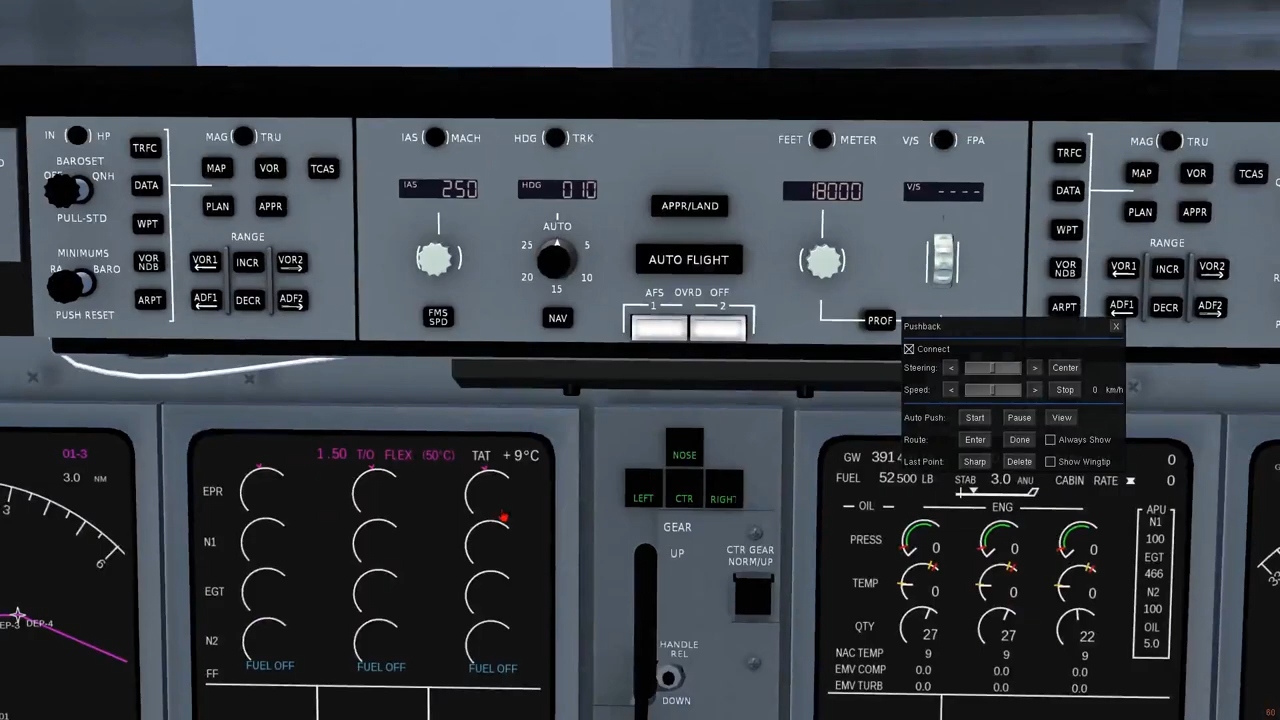 IN HP
BAROSET
QNH
PULL-STD
MINIMUMS
RA BARO
PUSH RESET
TRFC
DATA
WPT
VOR
NDB
ARPT
MAG TRU
MAP VOR TCAS
PLAN APPR
RANGE
VOR1 INCR VOR2
ADF1 DECR ADF2
IAS MACH
IAS 250
FMS
SPD
HDG TRK
HDG 010
AUTO
25 5
20 10
15
NAV
APPR/LAND
AUTO FLIGHT
AFS OVRD OFF
1 2
FEET METER
18000
PROF
V/S FPA
V/S ----
TRFC
DATA
WPT
VOR
NDB
ARPT
MAG TRU
MAP VOR TCAS
PLAN APPR
RANGE
VOR1 INCR VOR2
ADF1 DECR ADF2
Pushback X
Connect
Steering: < > Center
Speed: < > Stop 0 km/h
Auto Push: Start Pause View
Route: Enter Done Always Show
Last Point: Sharp Delete Show Wingtip
01-3
3.0 NM
3
6
DEP-4
1.50 T/O FLEX (50°C) TAT +9°C
EPR
N1
EGT
N2
FUEL OFF FUEL OFF FUEL OFF
FF
NOSE
LEFT CTR RIGHT
GEAR
UP
CTR GEAR
NORM/UP
HANDLE
REL
DOWN
GW 391 0
FUEL 52500 LB STAB 3.0 ANU CABIN RATE 0
OIL ENG
PRESS 0 0 0
TEMP 0 0 0
QTY 27 27 22
NAC TEMP 9 9 9
EMV COMP 0.0 0.0 0.0
EMV TURB 0.0 0.0 0.0
APU
N1
100
EGT
466
N2
100
OIL
5.0
60